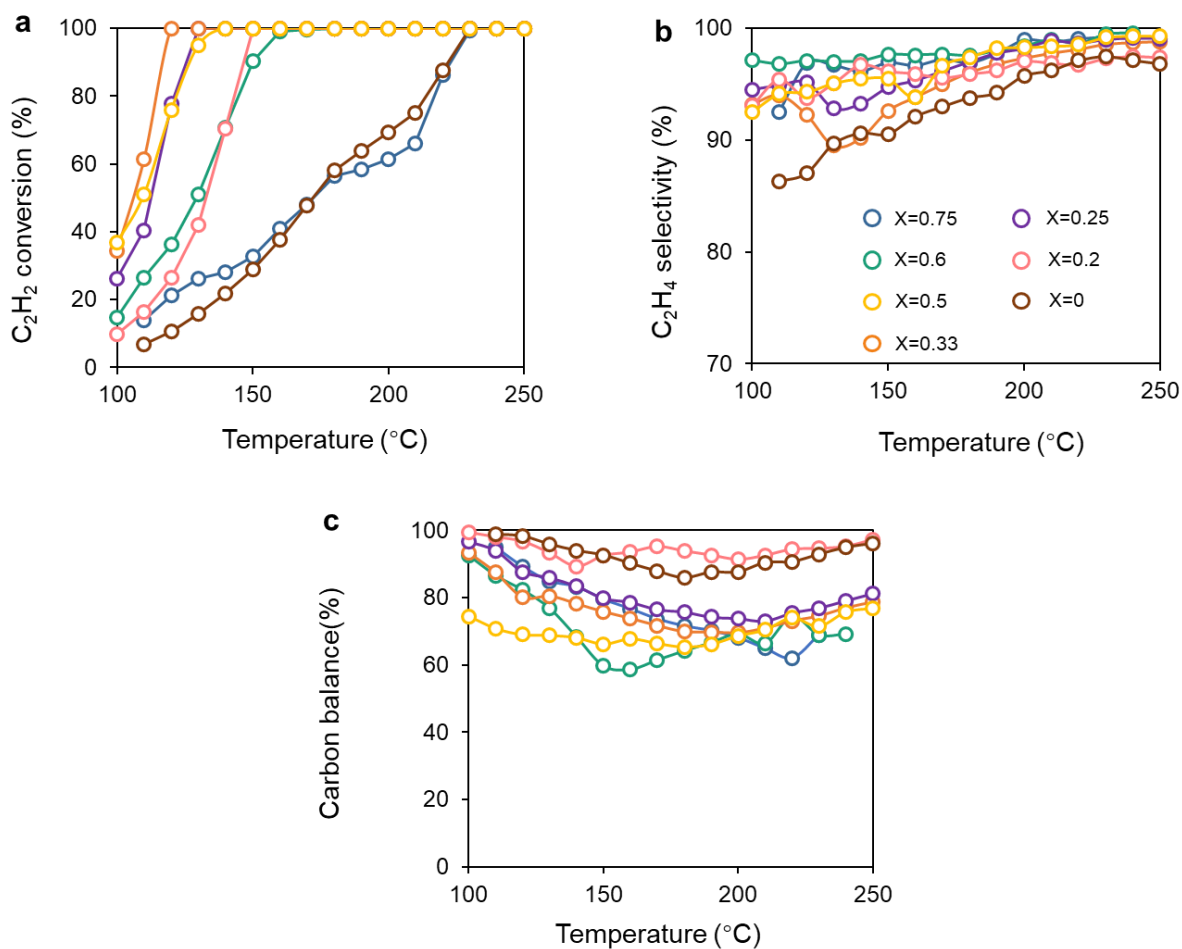 a
C₂H₂ conversion (%)
100
80
60
40
20
0
100 150 200 250
Temperature (°C)
b
C₂H₄ selectivity (%)
100
90
80
70
X=0.75 X=0.25
X=0.6 X=0.2
X=0.5 X=0
X=0.33
100 150 200 250
Temperature (°C)
c
Carbon balance(%)
100
80
60
40
20
0
100 150 200 250
Temperature (°C)